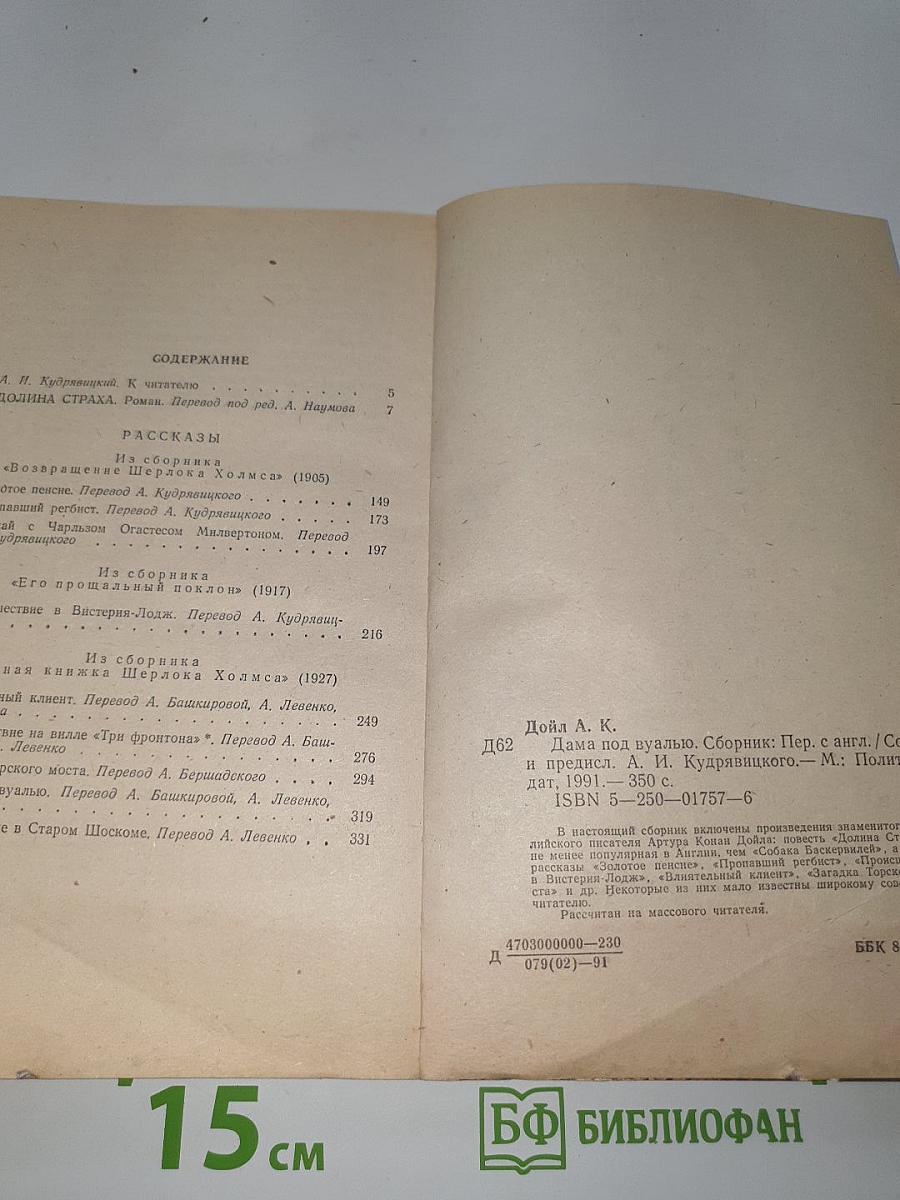 СОДЕРЖАНИЕ
А. И. Кудрявицкий. К читателю . . . . . . . . . . 5
ДОЛИНА СТРАХА. Роман. Перевод под ред. А. Наумова 7
РАССКАЗЫ
Из сборника
«Возвращение Шерлока Холмса» (1905)
отое пенсне. Перевод А. Кудрявицкого . . . . . . . 149
павший регбист. Перевод А. Кудрявицкого . . . . . 173
ай с Чарльзом Огастесом Милвертоном. Перевод
удрявицкого . . . . . . . . . . . . . . . . 197
Из сборника
«Его прощальный поклон» (1917)
шествие в Вистерия-Лодж. Перевод А. Кудрявиц-
. . . . . . . . . . . . . . . . . . 216
Из сборника
ная книжка Шерлока Холмса» (1927)
ный клиент. Перевод А. Башкировой, А. Левенко,
а . . . . . . . . . . . . . . . . . . 249
твие на вилле «Три фронтона» *. Перевод А. Баш-
. Левенко . . . . . . . . . . . . . . . . 276
рского моста. Перевод А. Бершадского . . . . . 294
вуалью. Перевод А. Башкировой, А. Левенко,
. . . . . . . . . . . . . . . . . . 319
е в Старом Шоскоме. Перевод А. Левенко . . 331
Дойл А. К.
Д62 Дама под вуалью. Сборник: Пер. с англ. / Со
и предисл. А. И. Кудрявицкого.— М.: Полит
дат, 1991.— 350 с.
ISBN 5—250—01757—6
В настоящий сборник включены произведения знаменитог
лийского писателя Артура Конан Дойла: повесть «Долина Ст
не менее популярная в Англии, чем «Собака Баскервилей», а
рассказы «Золотое пенсне», «Пропавший регбист», «Происш
в Вистерия-Лодж», «Влиятельный клиент», «Загадка Торско
ста» и др. Некоторые из них мало известны широкому сов
читателю.
Рассчитан на массового читателя.
Д 4703000000—230
079(02)—91
ББК 8
15 см
БФ БИБЛИОФАН